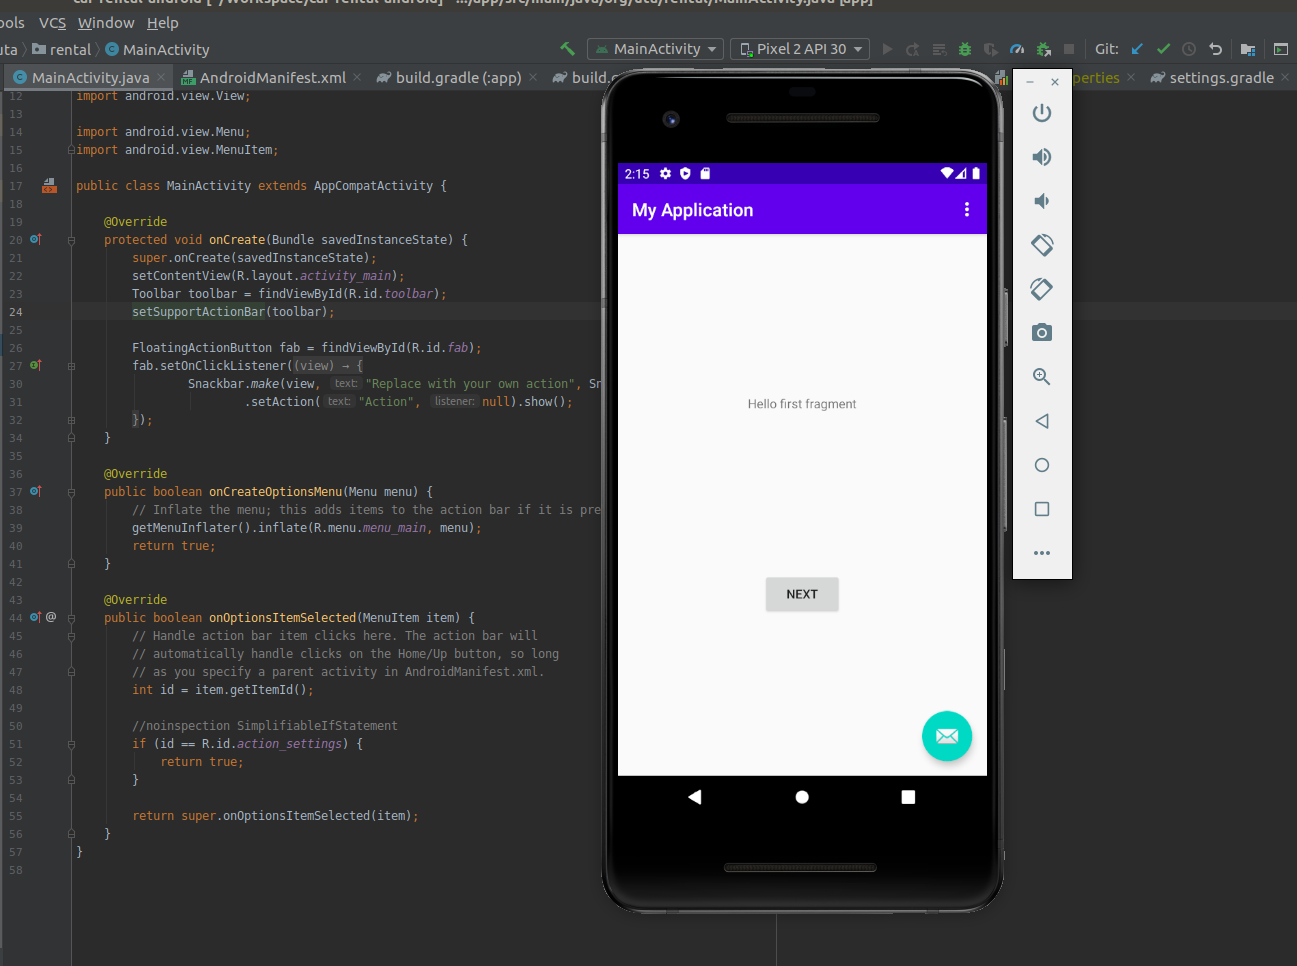 VCS Window Help
rental MainActivity
MainActivity Pixel 2 API 30 Git:
MainActivity.java AndroidManifest.xml build.gradle (:app) settings.gradle
12 import android.view.View;
13
14 import android.view.Menu;
15 import android.view.MenuItem;
16
17 public class MainActivity extends AppCompatActivity {
18
19 @Override
20 protected void onCreate(Bundle savedInstanceState) {
21 super.onCreate(savedInstanceState);
22 setContentView(R.layout.activity_main);
23 Toolbar toolbar = findViewById(R.id.toolbar);
24 setSupportActionBar(toolbar);
25
26 FloatingActionButton fab = findViewById(R.id.fab);
27 fab.setOnClickListener((view) → {
30 Snackbar.make(view, text: "Replace with your own action", Sn
31 .setAction( text: "Action", listener: null).show();
32 });
34 }
35
36 @Override
37 public boolean onCreateOptionsMenu(Menu menu) {
38 // Inflate the menu; this adds items to the action bar if it is pre
39 getMenuInflater().inflate(R.menu.menu_main, menu);
40 return true;
41 }
42
43 @Override
44 @ public boolean onOptionsItemSelected(MenuItem item) {
45 // Handle action bar item clicks here. The action bar will
46 // automatically handle clicks on the Home/Up button, so long
47 // as you specify a parent activity in AndroidManifest.xml.
48 int id = item.getItemId();
49
50 //noinspection SimplifiableIfStatement
51 if (id == R.id.action_settings) {
52 return true;
53 }
54
55 return super.onOptionsItemSelected(item);
56 }
57 }
58
2:15
My Application
Hello first fragment
NEXT